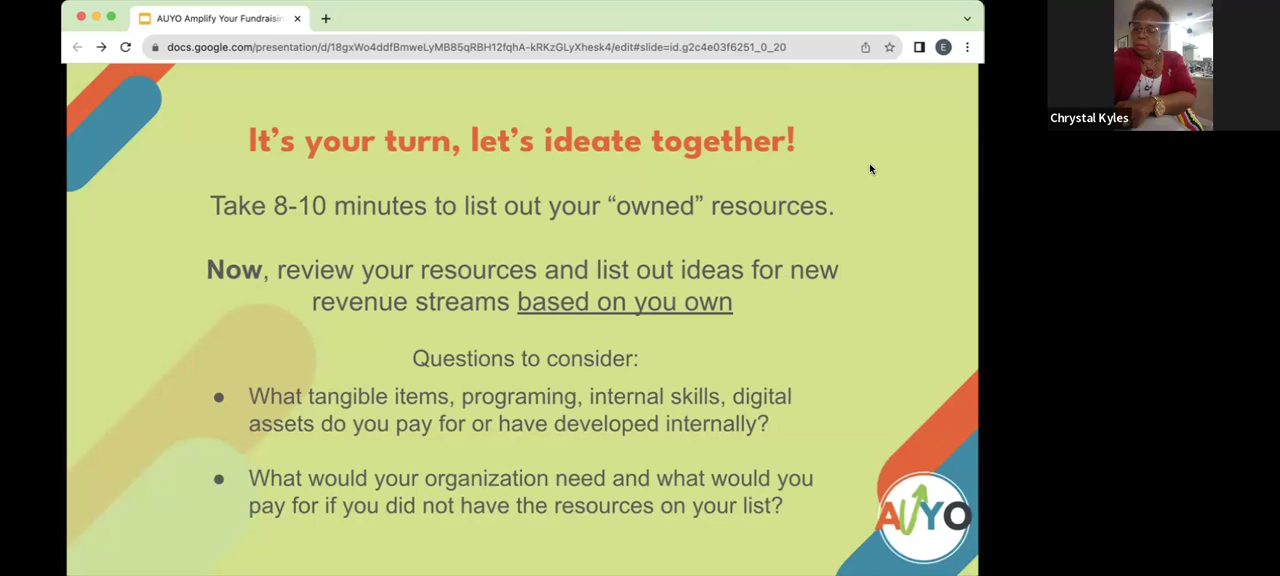 AUYO Amplify Your Fundraisin
docs.google.com/presentation/d/18gxWo4ddfBmweLyMB85qRBH12fqhA-kRKzGLyXhesk4/edit#slide=id.g2c4e03f6251_0_20
E
Chrystal Kyles
It's your turn, let's ideate together!
Take 8-10 minutes to list out your “owned” resources.
Now, review your resources and list out ideas for new
revenue streams based on you own
Questions to consider:
● What tangible items, programing, internal skills, digital
assets do you pay for or have developed internally?
● What would your organization need and what would you
pay for if you did not have the resources on your list?
AUYO